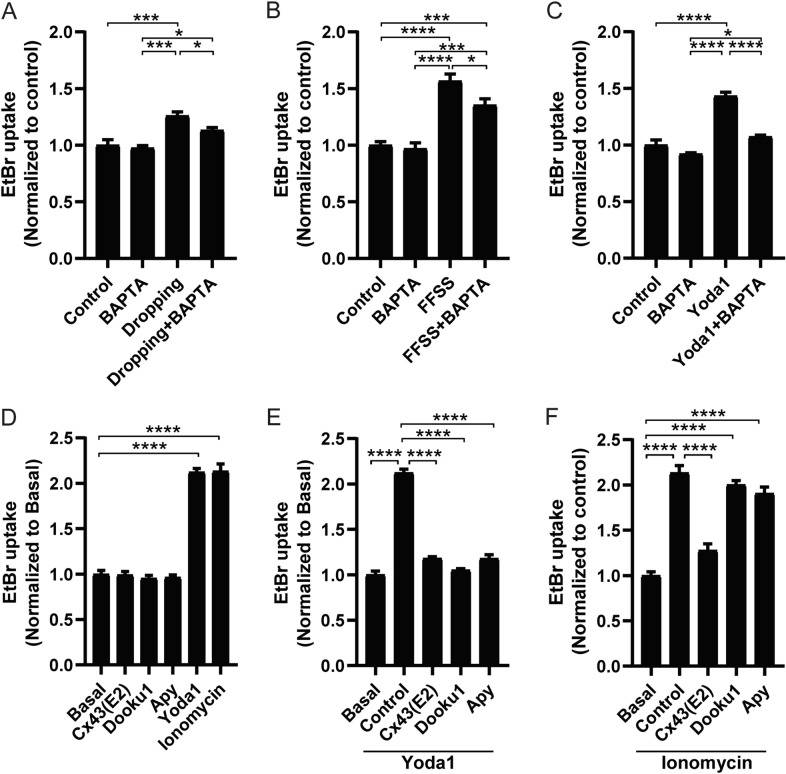 A
EtBr uptake
(Normalized to control)
2.0
1.5
1.0
0.5
0.0
***
*
*** *
Control
BAPTA
Dropping
Dropping+BAPTA
B
EtBr uptake
(Normalized to control)
2.0
1.5
1.0
0.5
0.0
***
****
***
**** *
Control
BAPTA
FFSS
FFSS+BAPTA
C
EtBr uptake
(Normalized to control)
2.0
1.5
1.0
0.5
0.0
****
*
**** ****
Control
BAPTA
Yoda1
Yoda1+BAPTA
D
EtBr uptake
(Normalized to Basal)
2.5
2.0
1.5
1.0
0.5
0.0
****
****
Basal
Cx43(E2)
Dooku1
Apy
Yoda1
Ionomycin
E
EtBr uptake
(Normalized to Basal)
2.5
2.0
1.5
1.0
0.5
0.0
****
****
**** ****
Basal
Control
Cx43(E2)
Dooku1
Apy
Yoda1
F
EtBr uptake
(Normalized to control)
2.5
2.0
1.5
1.0
0.5
0.0
****
****
**** ****
Basal
Control
Cx43(E2)
Dooku1
Apy
Ionomycin